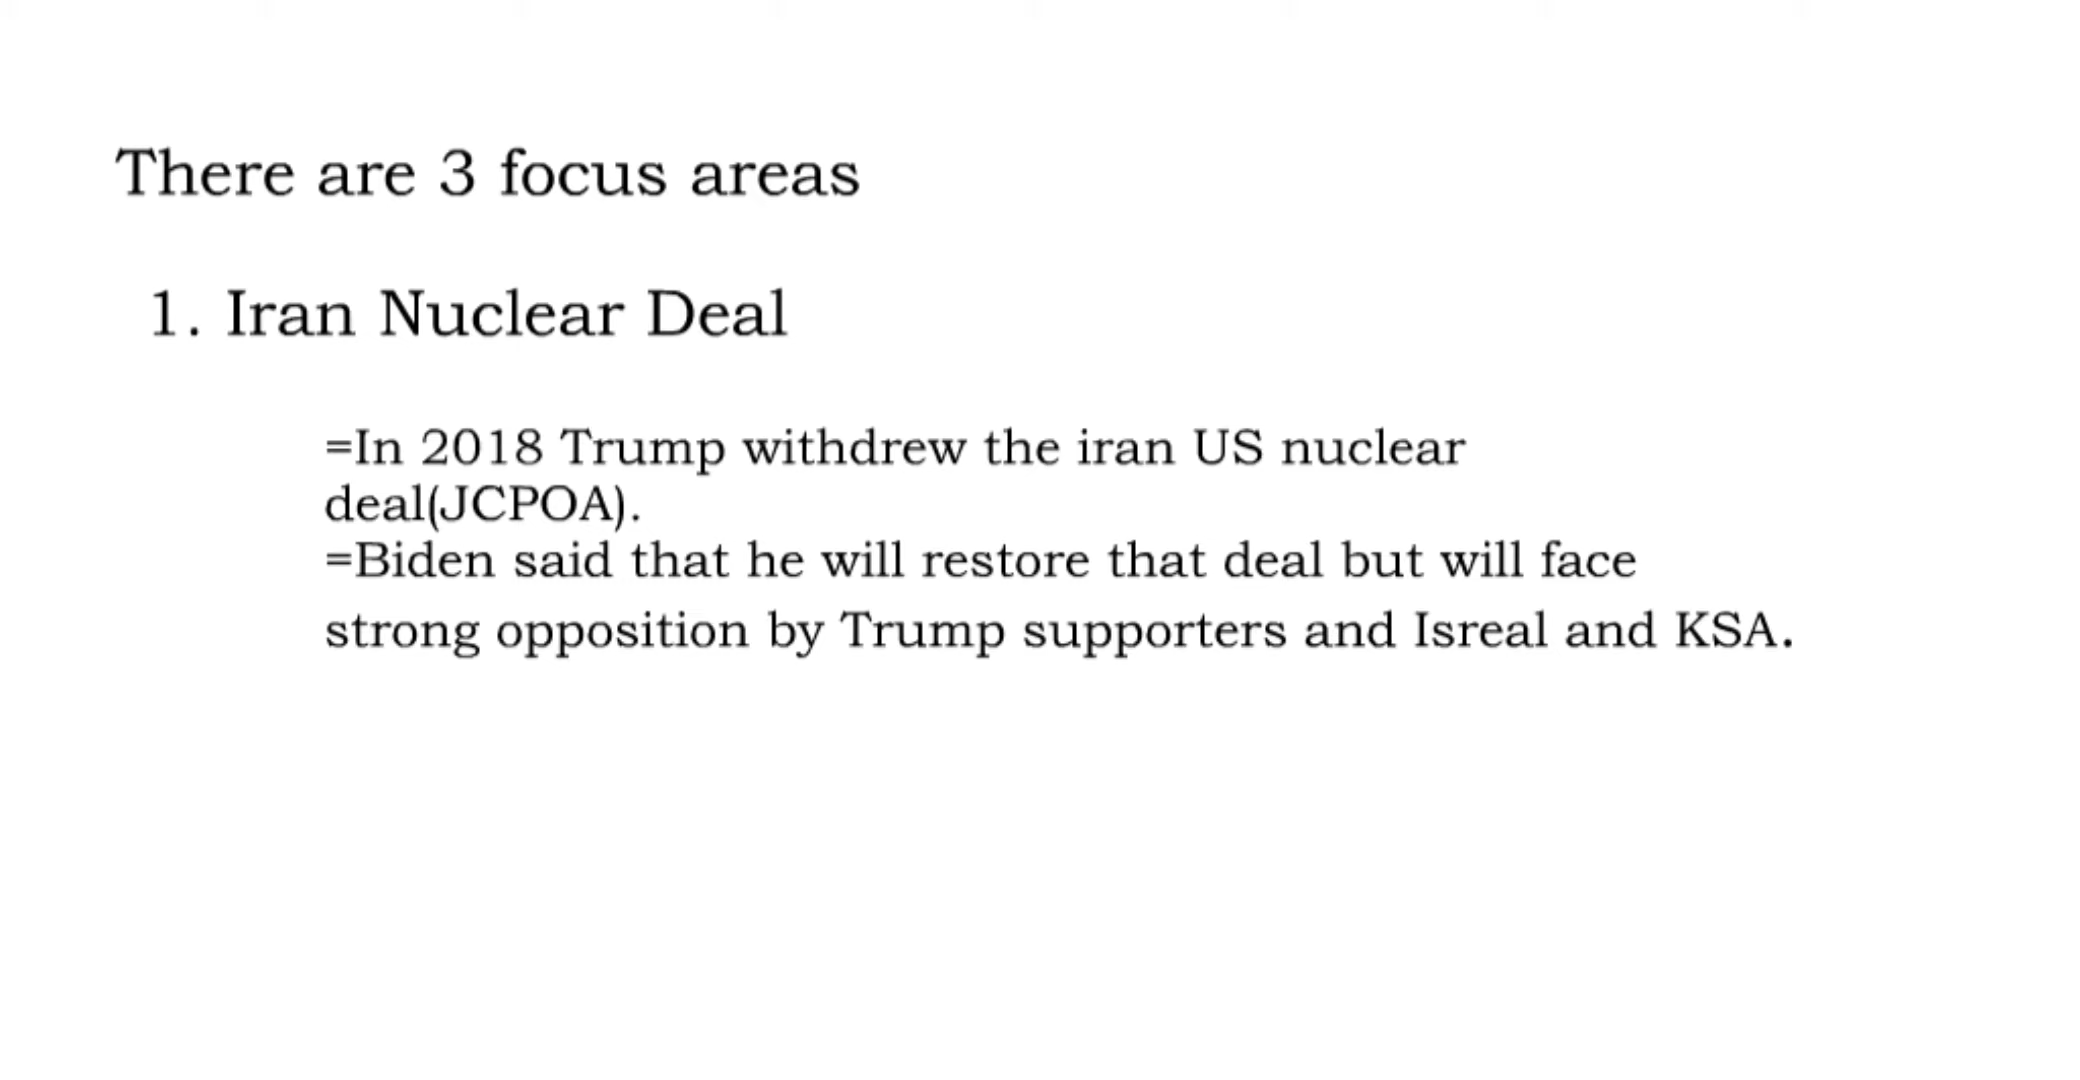 There are 3 focus areas
1. Iran Nuclear Deal
=In 2018 Trump withdrew the iran US nuclear
deal(JCPOA).
=Biden said that he will restore that deal but will face
strong opposition by Trump supporters and Isreal and KSA.